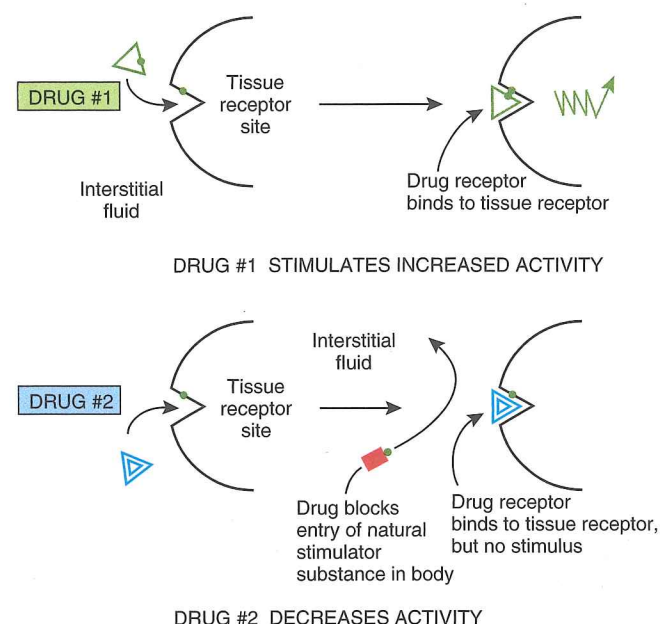 DRUG #1
Tissue
receptor
site
Interstitial
fluid
Drug receptor
binds to tissue receptor
DRUG #1 STIMULATES INCREASED ACTIVITY
DRUG #2
Tissue
receptor
site
Interstitial
fluid
Drug blocks
entry of natural
stimulator
substance in body
Drug receptor
binds to tissue receptor,
but no stimulus
DRUG #2 DECREASES ACTIVITY